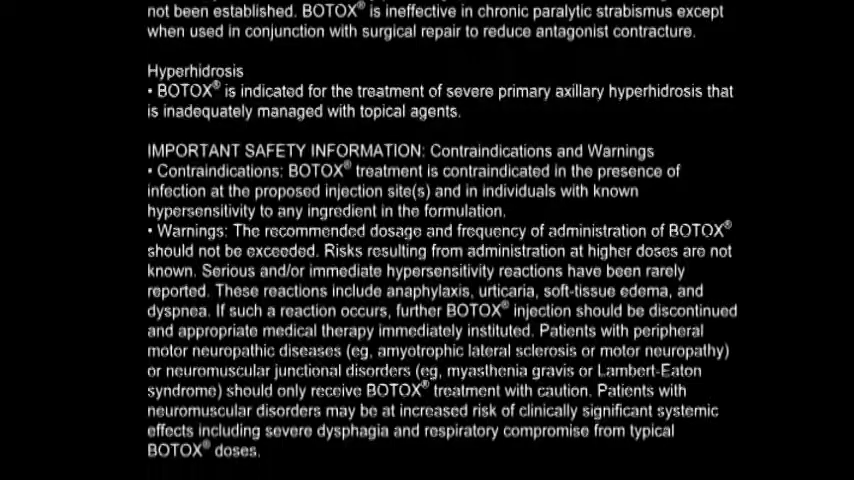 not been established. BOTOX® is ineffective in chronic paralytic strabismus except
when used in conjunction with surgical repair to reduce antagonist contracture.
Hyperhidrosis
• BOTOX® is indicated for the treatment of severe primary axillary hyperhidrosis that
is inadequately managed with topical agents.
IMPORTANT SAFETY INFORMATION: Contraindications and Warnings
• Contraindications: BOTOX® treatment is contraindicated in the presence of
infection at the proposed injection site(s) and in individuals with known
hypersensitivity to any ingredient in the formulation.
• Warnings: The recommended dosage and frequency of administration of BOTOX®
should not be exceeded. Risks resulting from administration at higher doses are not
known. Serious and/or immediate hypersensitivity reactions have been rarely
reported. These reactions include anaphylaxis, urticaria, soft-tissue edema, and
dyspnea. If such a reaction occurs, further BOTOX® injection should be discontinued
and appropriate medical therapy immediately instituted. Patients with peripheral
motor neuropathic diseases (eg, amyotrophic lateral sclerosis or motor neuropathy)
or neuromuscular junctional disorders (eg, myasthenia gravis or Lambert-Eaton
syndrome) should only receive BOTOX® treatment with caution. Patients with
neuromuscular disorders may be at increased risk of clinically significant systemic
effects including severe dysphagia and respiratory compromise from typical
BOTOX® doses.